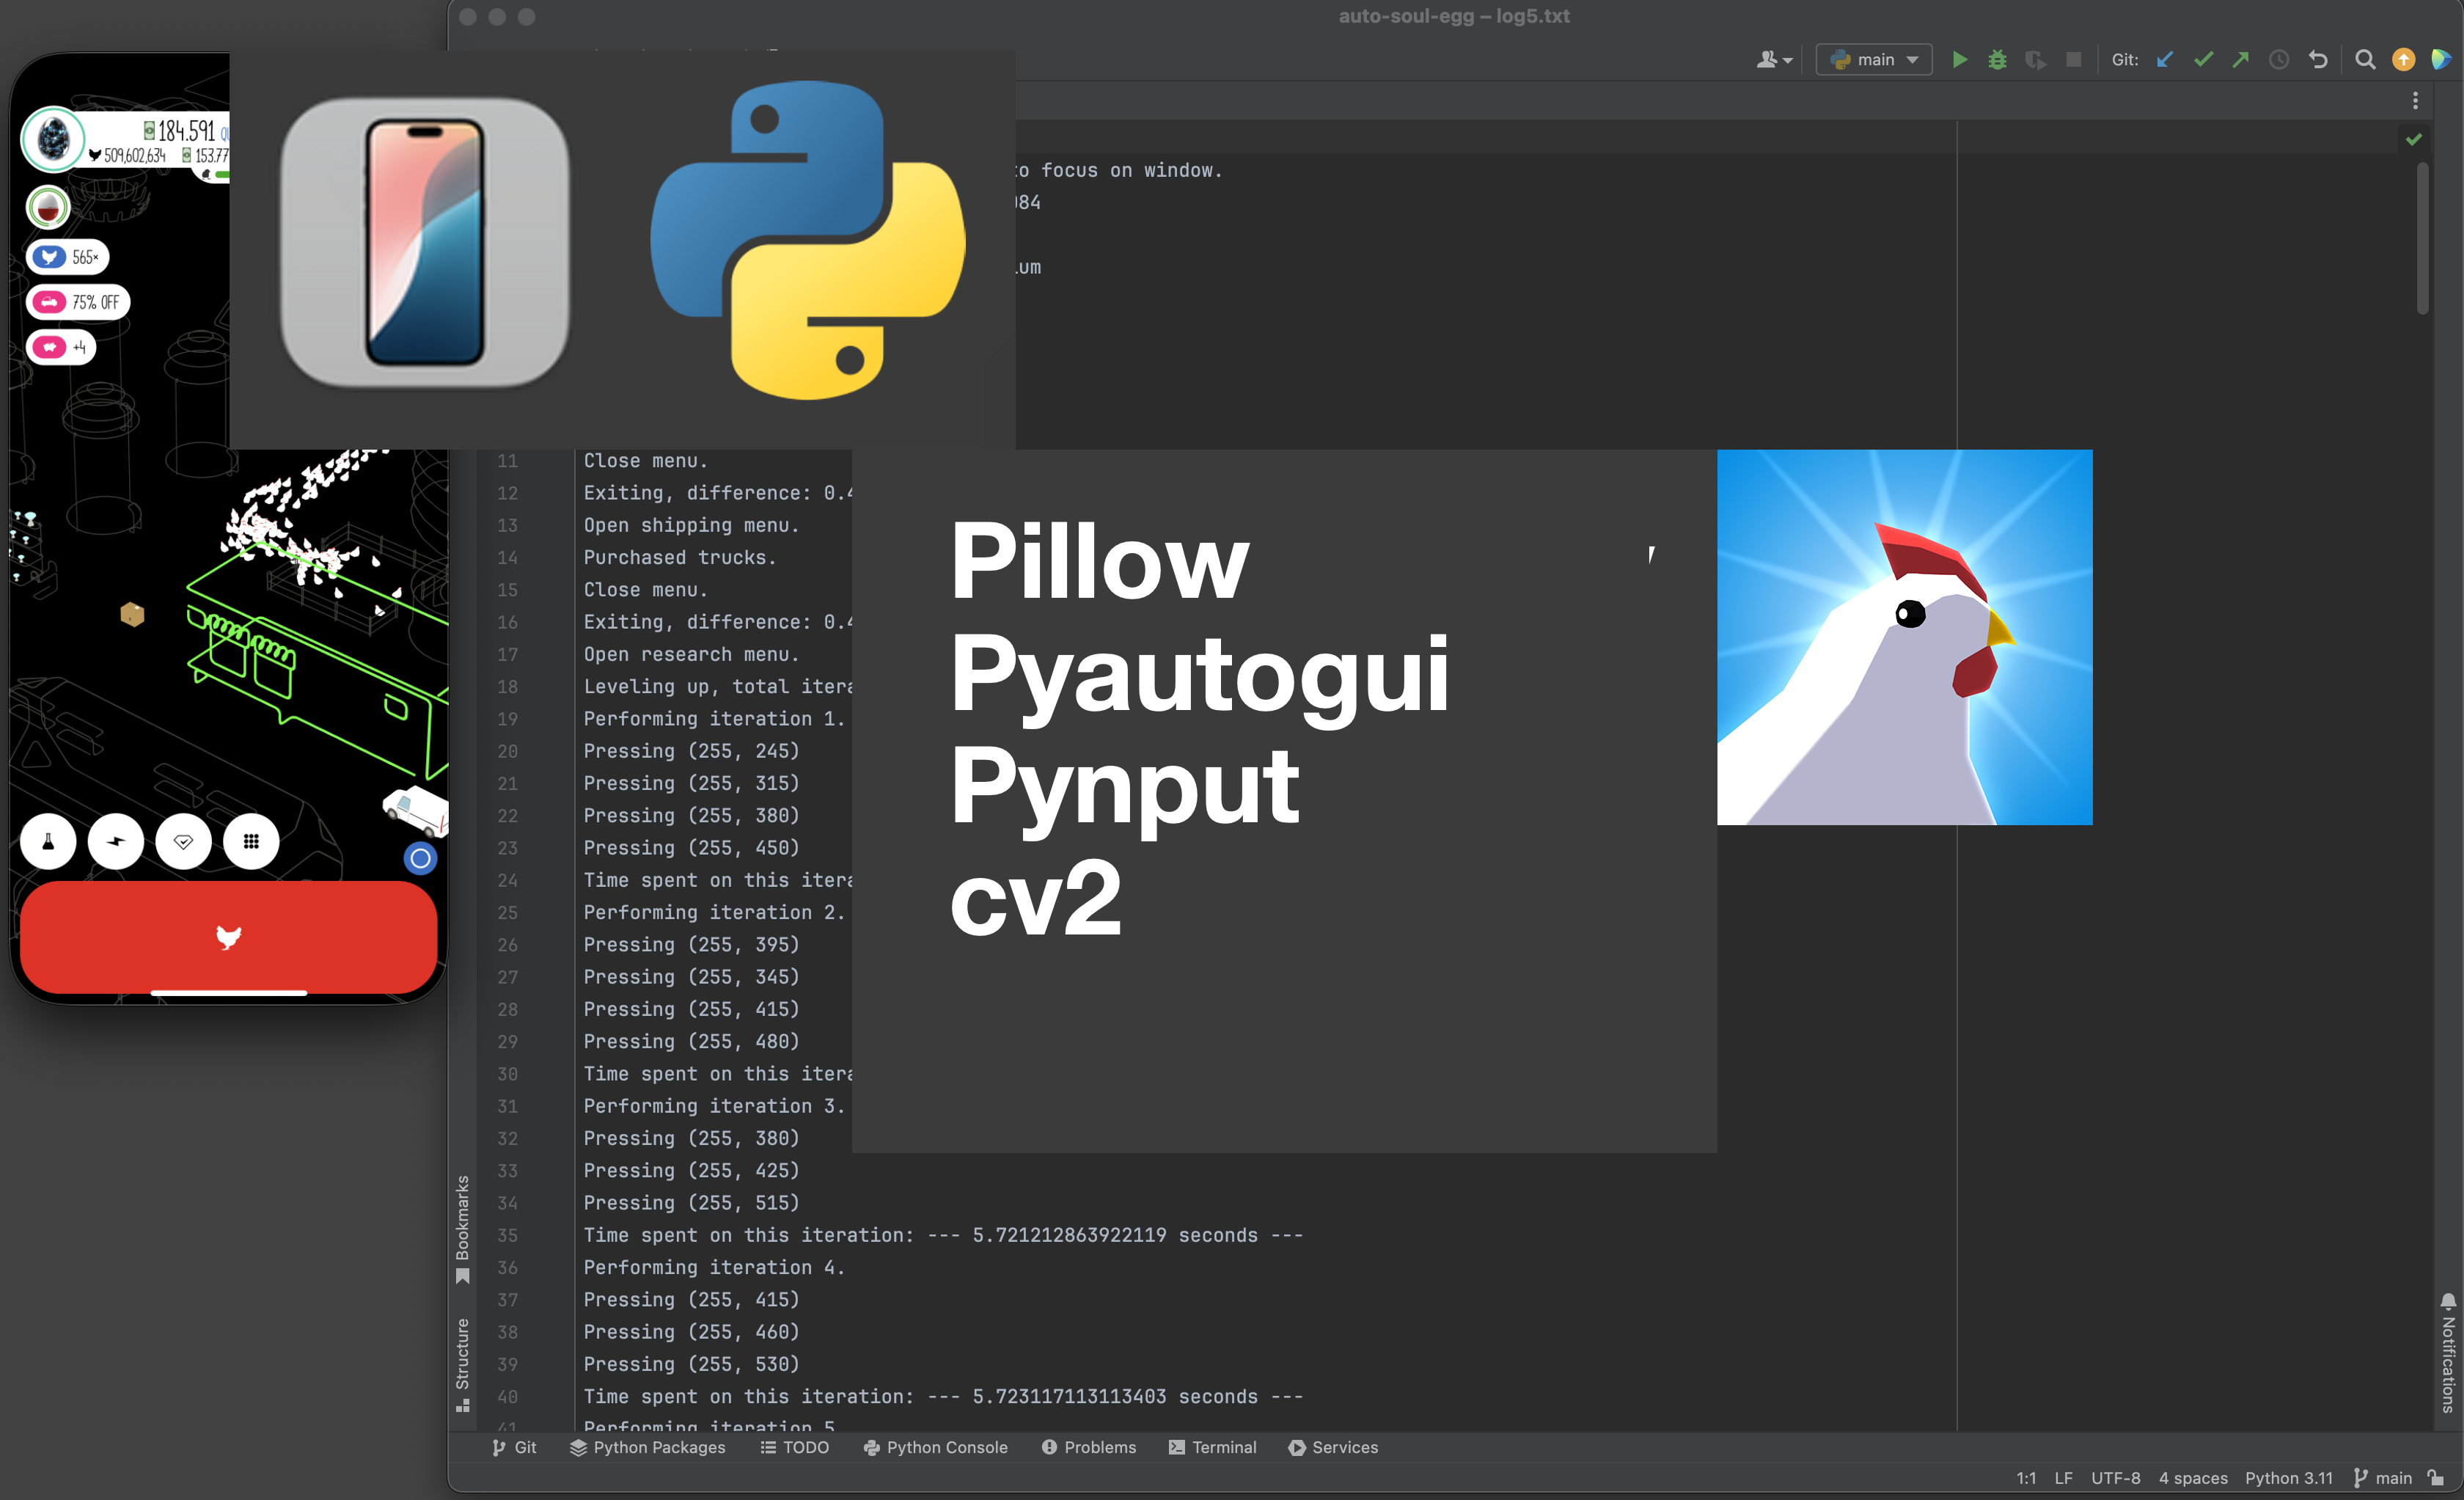 auto-soul-egg – log5.txt
main
Git:
184.591
509,602,634
153.77
565×
75% OFF
+4
to focus on window.
84
um
11 Close menu.
12 Exiting, difference: 0.4
13 Open shipping menu.
14 Purchased trucks.
15 Close menu.
16 Exiting, difference: 0.4
17 Open research menu.
18 Leveling up, total itera
19 Performing iteration 1.
20 Pressing (255, 245)
21 Pressing (255, 315)
22 Pressing (255, 380)
23 Pressing (255, 450)
24 Time spent on this itera
25 Performing iteration 2.
26 Pressing (255, 395)
27 Pressing (255, 345)
28 Pressing (255, 415)
29 Pressing (255, 480)
30 Time spent on this itera
31 Performing iteration 3.
32 Pressing (255, 380)
33 Pressing (255, 425)
34 Pressing (255, 515)
35 Time spent on this iteration: --- 5.721212863922119 seconds ---
36 Performing iteration 4.
37 Pressing (255, 415)
38 Pressing (255, 460)
39 Pressing (255, 530)
40 Time spent on this iteration: --- 5.723117113113403 seconds ---
41 Performing iteration 5
Pillow
Pyautogui
Pynput
cv2
Bookmarks
Structure
Notifications
Git
Python Packages
TODO
Python Console
Problems
Terminal
Services
1:1
LF
UTF-8
4 spaces
Python 3.11
main